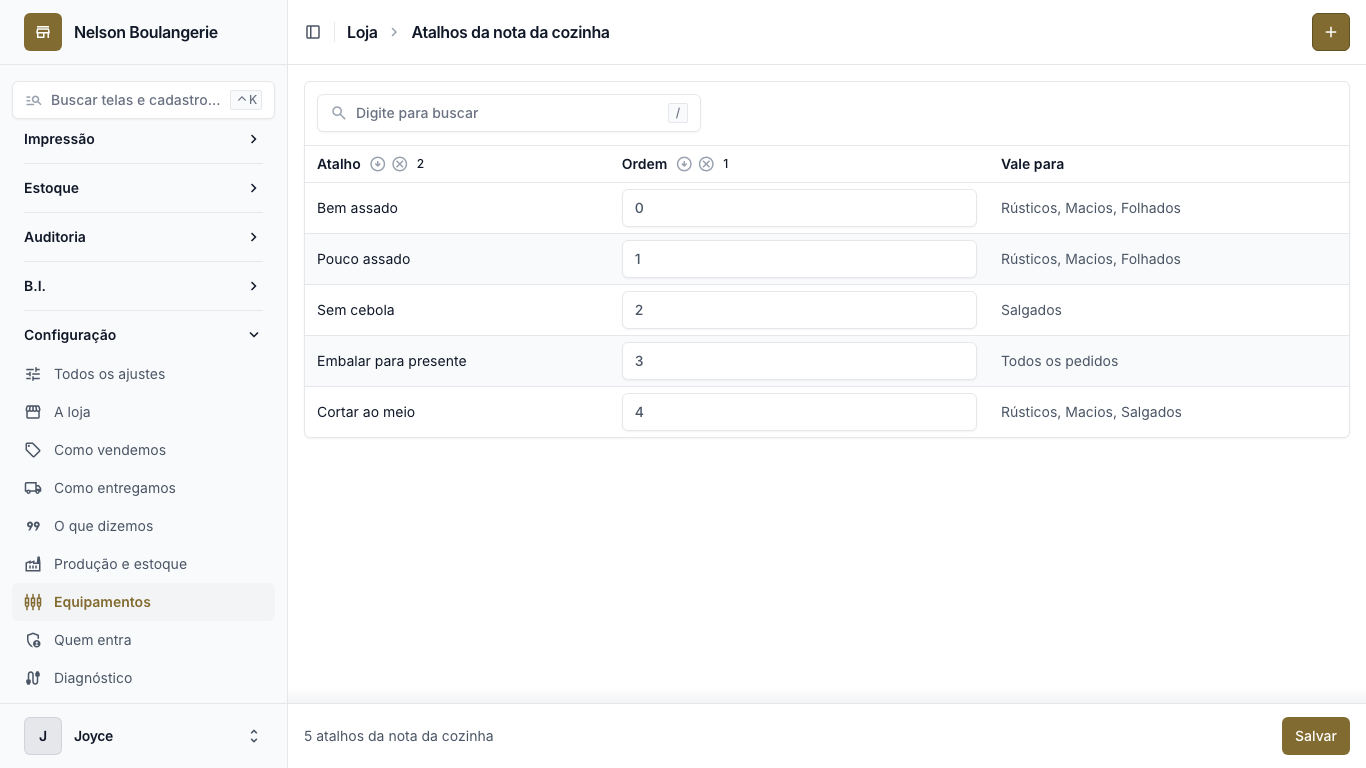 Nelson Boulangerie
Loja
Atalhos da nota da cozinha
+
Buscar telas e cadastro...
^ K
Impressão
Estoque
Auditoria
B.I.
Configuração
Todos os ajustes
A loja
Como vendemos
Como entregamos
O que dizemos
Produção e estoque
Equipamentos
Quem entra
Diagnóstico
J
Joyce
Digite para buscar
/
Atalho 2 Ordem 1 Vale para
Bem assado 0 Rústicos, Macios, Folhados
Pouco assado 1 Rústicos, Macios, Folhados
Sem cebola 2 Salgados
Embalar para presente 3 Todos os pedidos
Cortar ao meio 4 Rústicos, Macios, Salgados
5 atalhos da nota da cozinha
Salvar